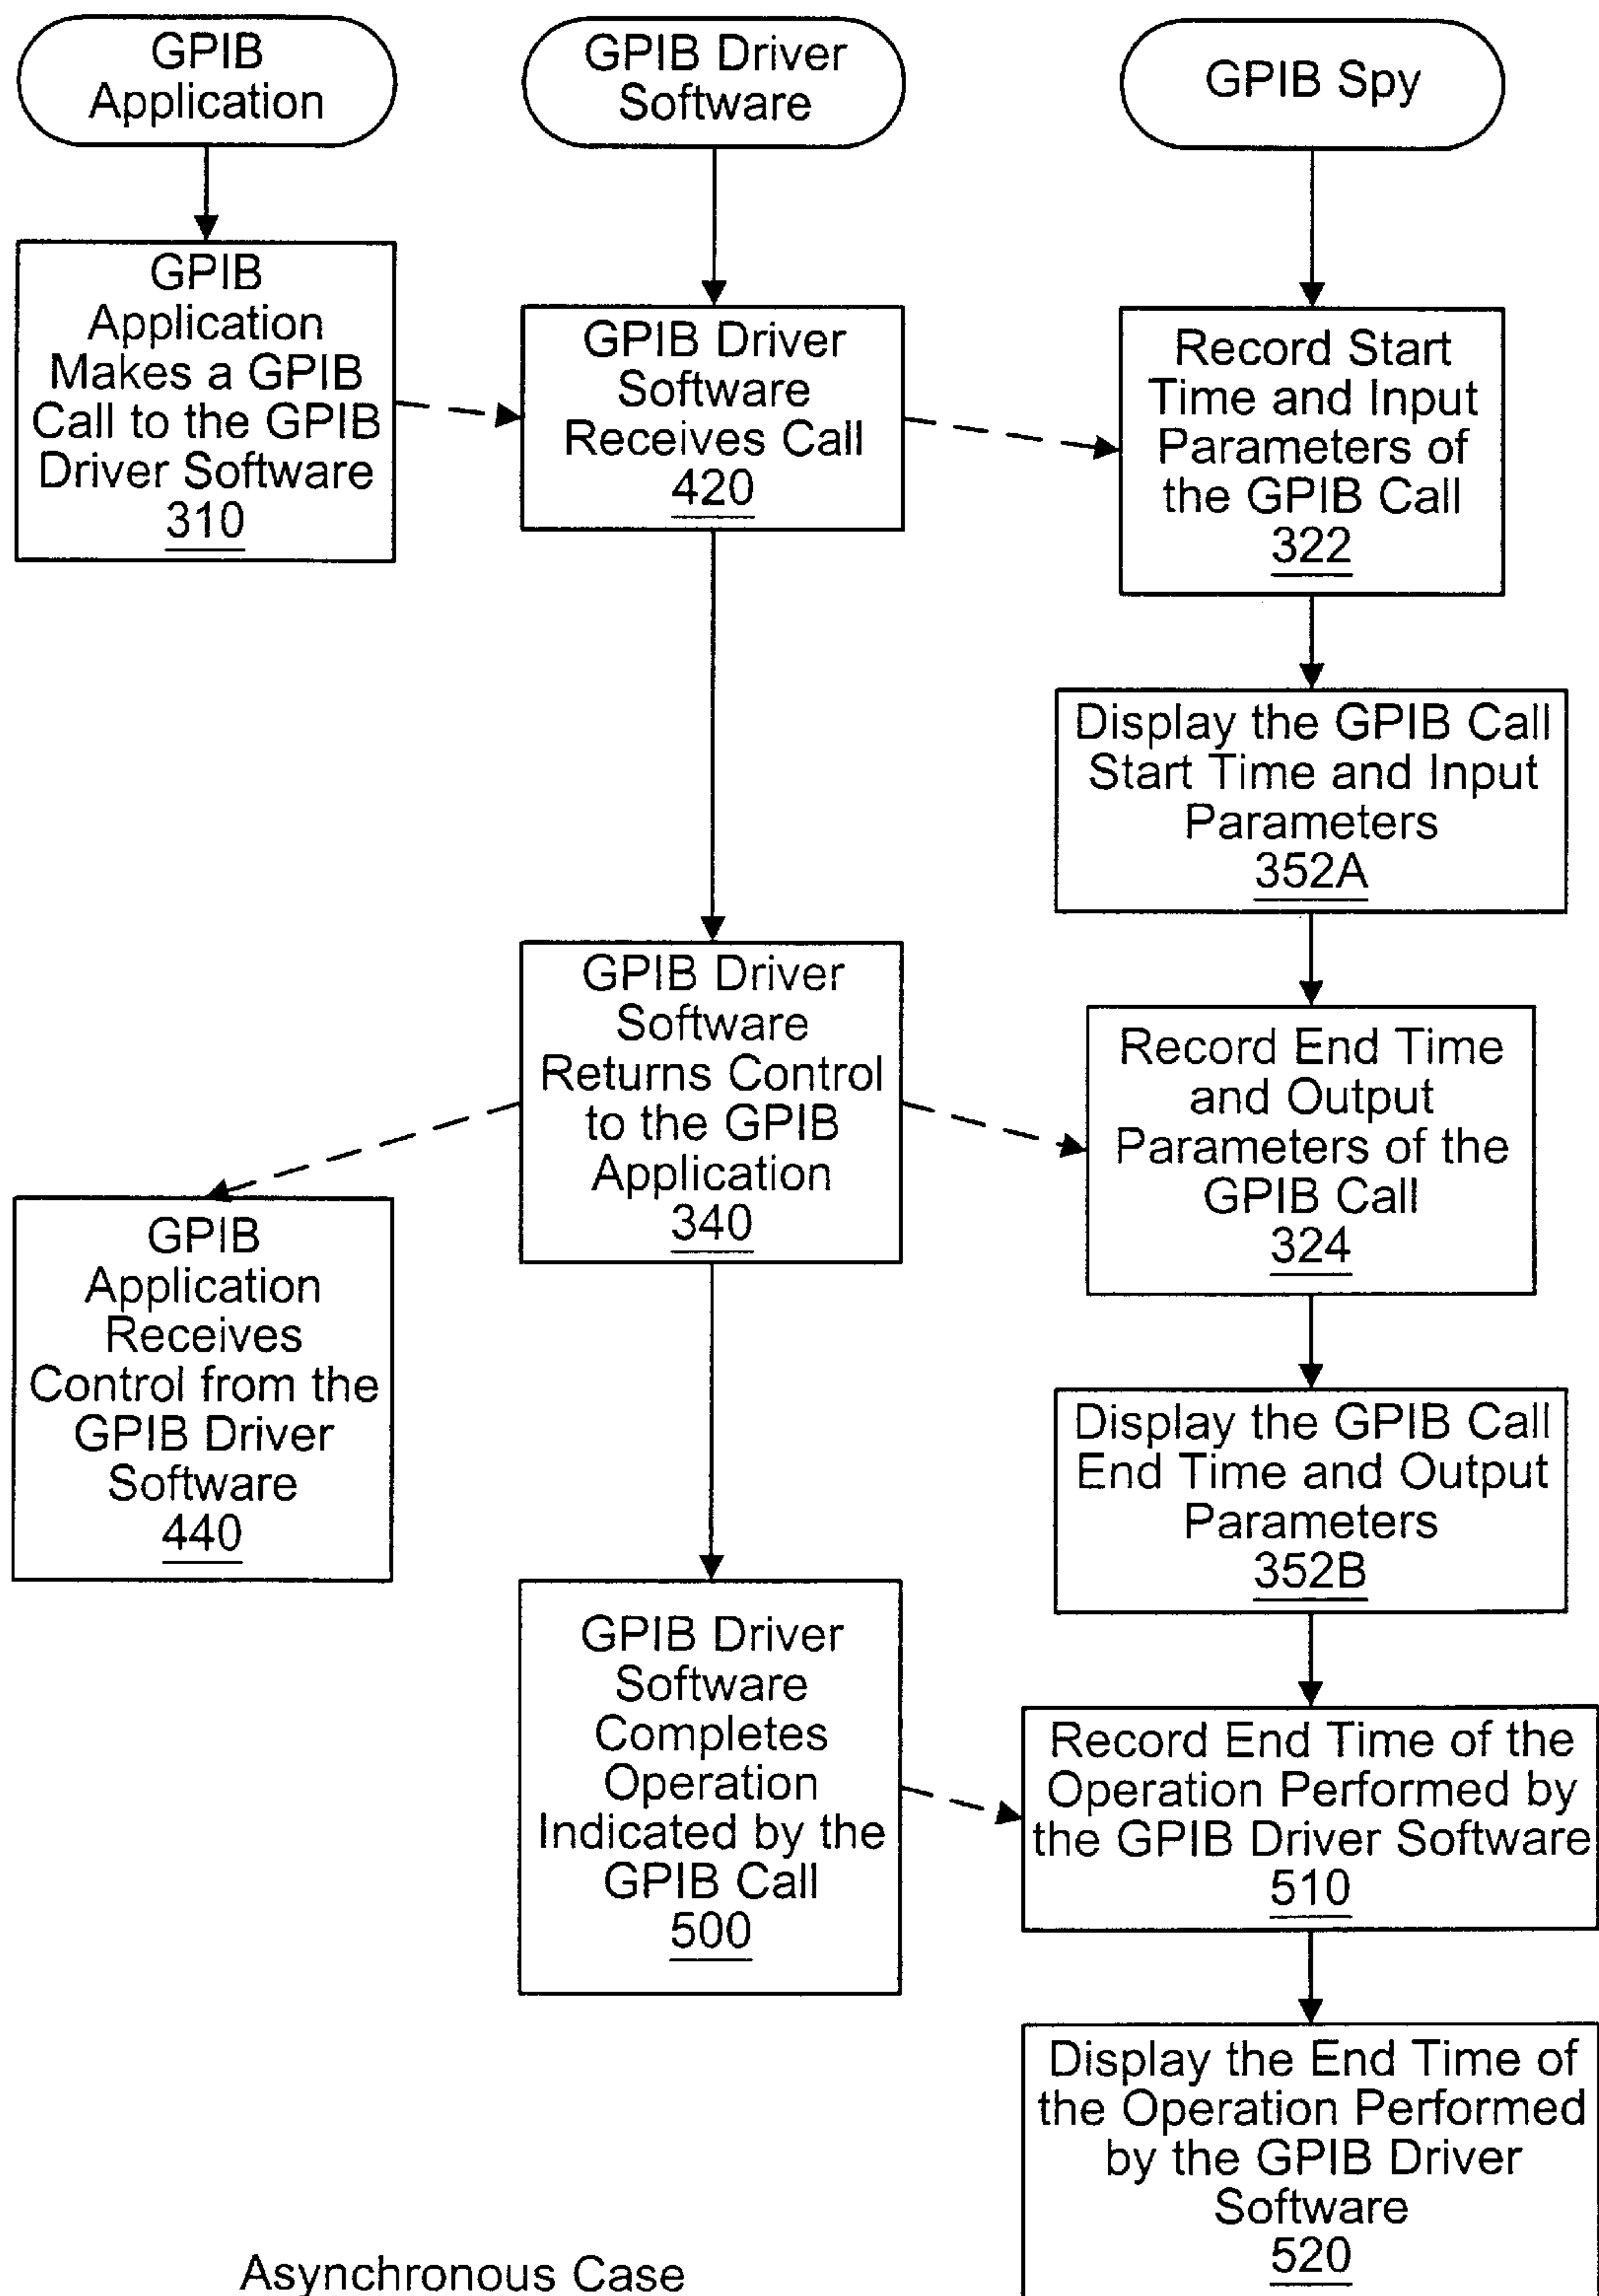 GPIB
Application
GPIB Driver
Software
GPIB Spy
GPIB
Application
Makes a GPIB
Call to the GPIB
Driver Software
310
GPIB Driver
Software
Receives Call
420
Record Start
Time and Input
Parameters of
the GPIB Call
322
Display the GPIB Call
Start Time and Input
Parameters
352A
GPIB Driver
Software
Returns Control
to the GPIB
Application
340
Record End Time
and Output
Parameters of the
GPIB Call
324
GPIB
Application
Receives
Control from the
GPIB Driver
Software
440
Display the GPIB Call
End Time and Output
Parameters
352B
GPIB Driver
Software
Completes
Operation
Indicated by the
GPIB Call
500
Record End Time of the
Operation Performed by
the GPIB Driver Software
510
Display the End Time of
the Operation Performed
by the GPIB Driver
Software
520
Asynchronous Case